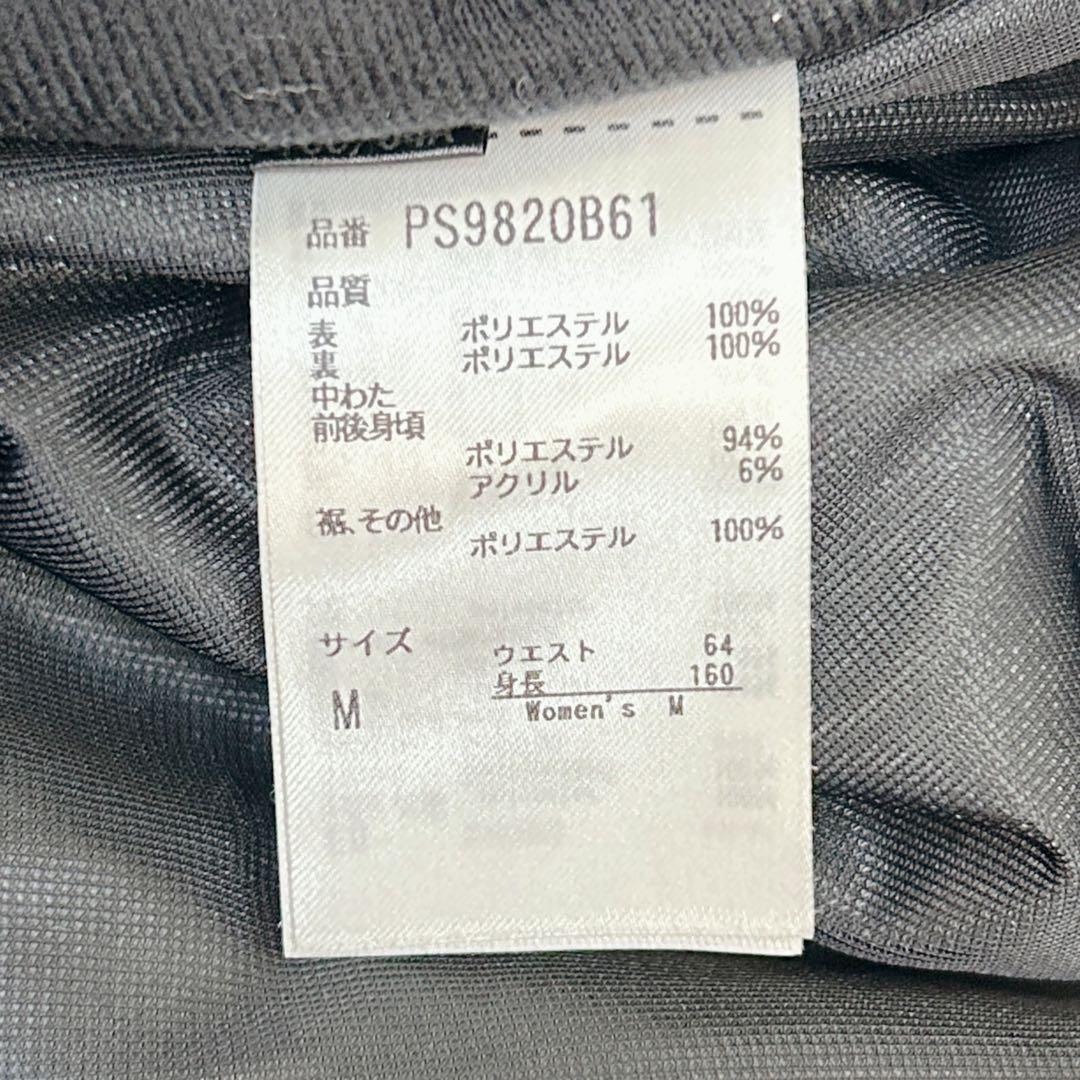 品番 PS9820B61
品質
表 ポリエステル 100%
裏 ポリエステル 100%
中わた
前後身頃
ポリエステル 94%
アクリル 6%
裾、その他
ポリエステル 100%
サイズ ウエスト 64
身長 160
M Women's M